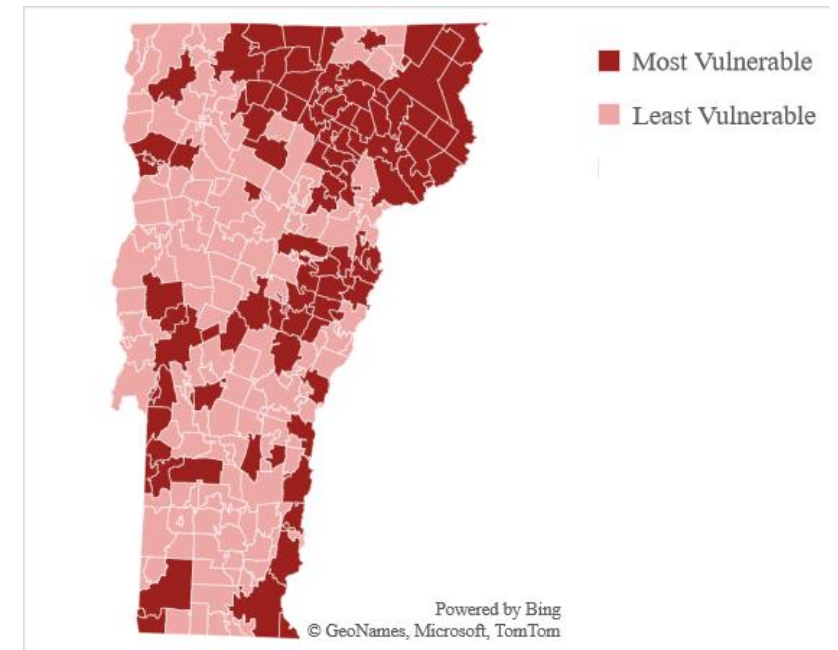 Most Vulnerable
Least Vulnerable
Powered by Bing
© GeoNames, Microsoft, TomTom